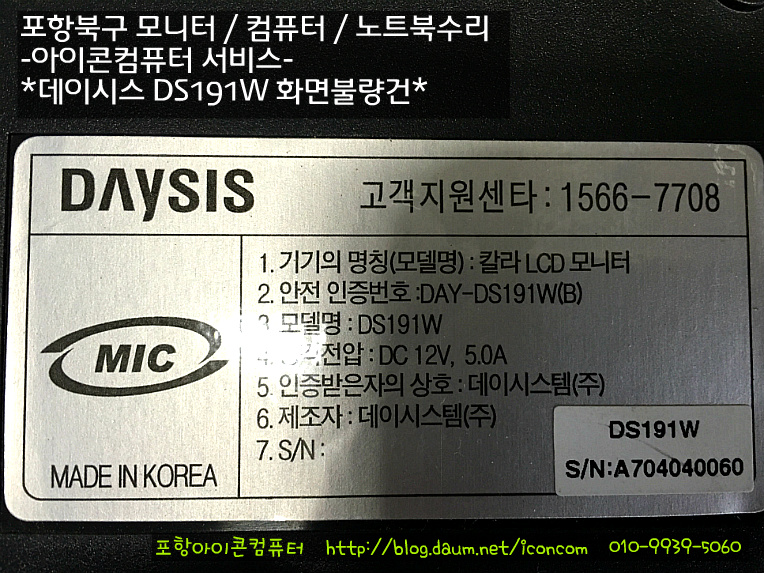 포항북구 모니터 / 컴퓨터 / 노트북수리
-아이콘컴퓨터 서비스-
*데이시스 DS191W 화면불량건*
DAYSIS
고객지원센타 : 1566-7708
MIC
MADE IN KOREA
1. 기기의 명칭(모델명) : 칼라 LCD 모니터
2. 안전 인증번호 :DAY-DS191W(B)
3. 모델명 : DS191W
4. 전압 : DC 12V, 5.0A
5. 인증받은자의 상호 : 데이시스템(주)
6. 제조자 : 데이시스템(주)
7. S/N :
DS191W
S/N:A704040060
포항아이콘컴퓨터 http://blog.daum.net/iconcom 010-9939-5060